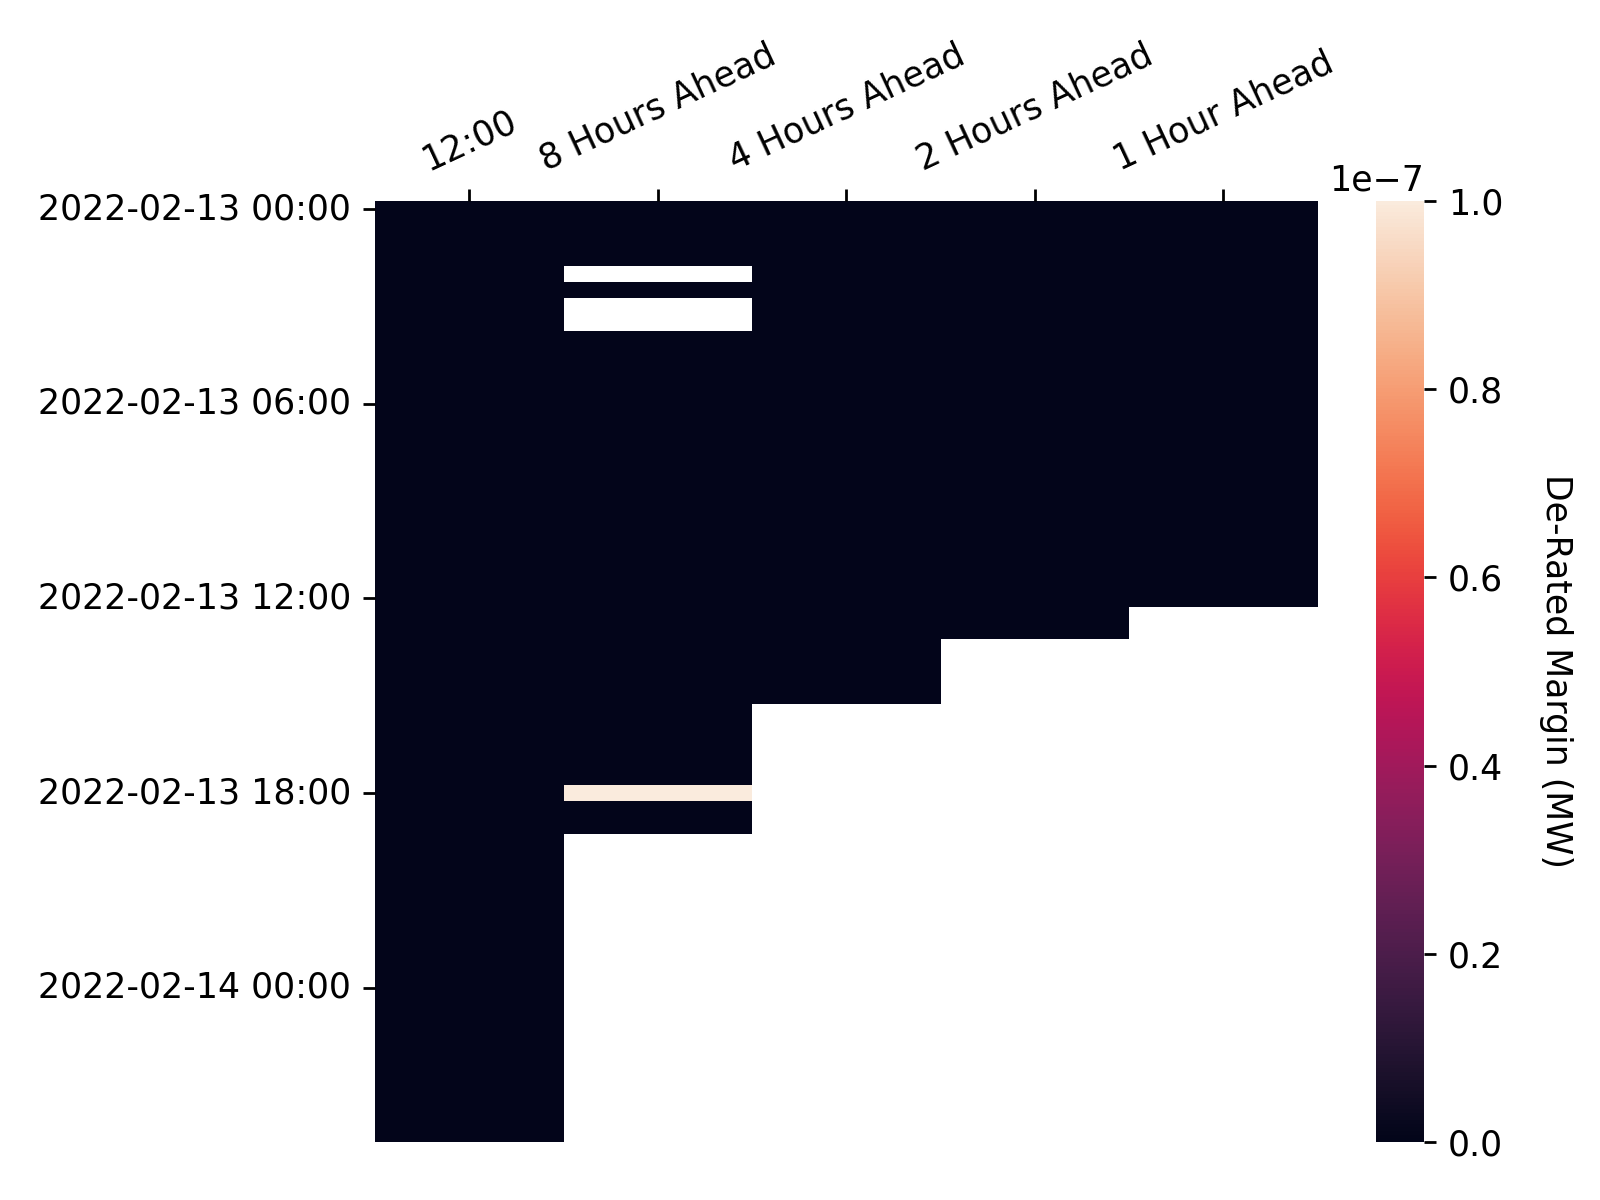 12:00
8 Hours Ahead
4 Hours Ahead
2 Hours Ahead
1 Hour Ahead
1e−7
2022-02-13 00:00
2022-02-13 06:00
2022-02-13 12:00
2022-02-13 18:00
2022-02-14 00:00
1.0
0.8
0.6
0.4
0.2
0.0
De-Rated Margin (MW)